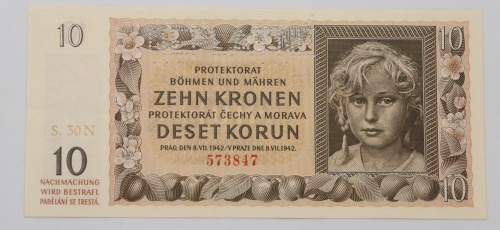 10
10
PROTEKTORAT
BÖHMEN UND MÄHREN
ZEHN KRONEN
PROTEKTORÁT ČECHY A MORAVA
DESET KORUN
PRAG, DEN 8.VII.1942.-V PRAZE DNE 8.VII.1942.
573847
S. 30 N
10
NACHMACHUNG
WIRD BESTRAFT.
PADĚLÁNÍ SE TRESTÁ.
10